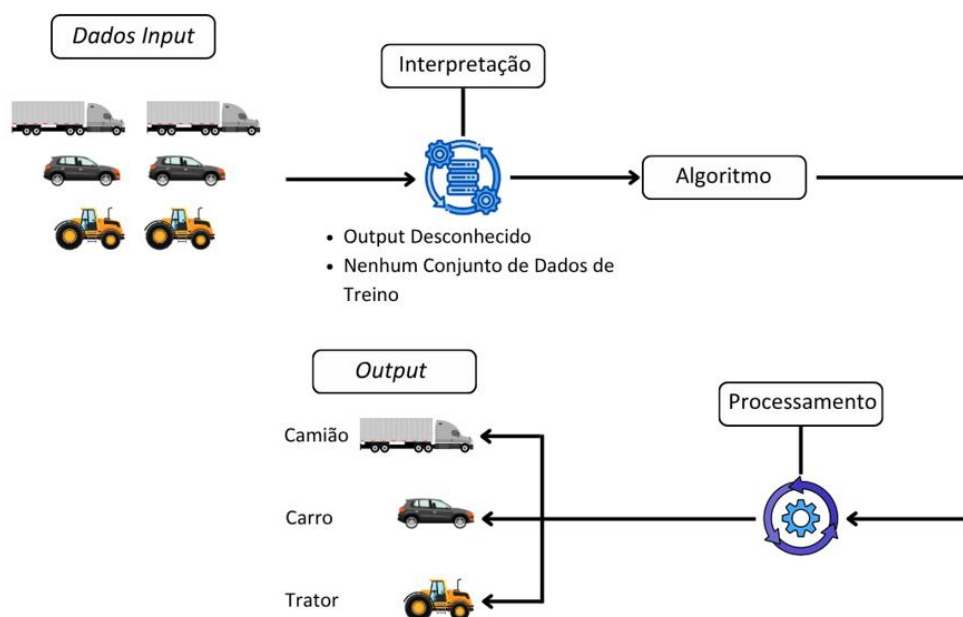 Dados Input
Interpretação
Algoritmo
• Output Desconhecido
• Nenhum Conjunto de Dados de
Treino
Output
Processamento
Camião
Carro
Trator